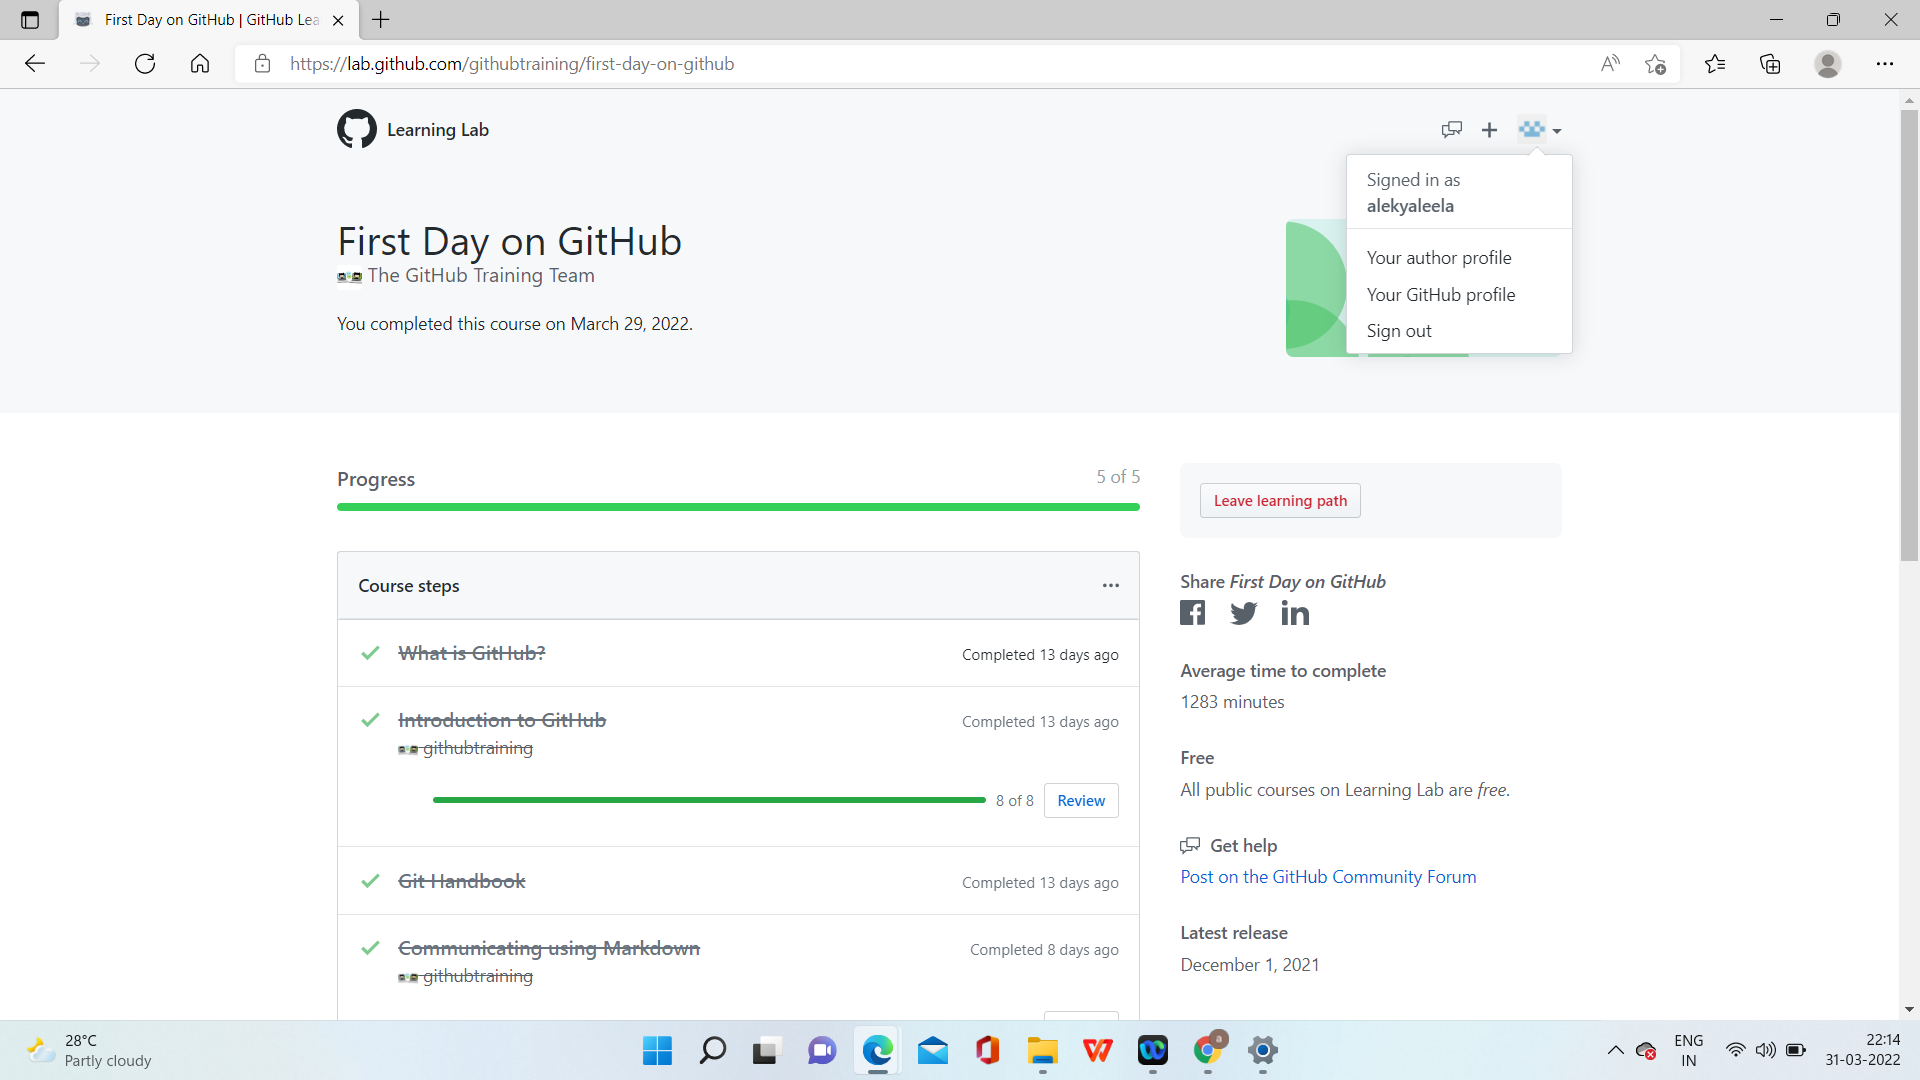 First Day on GitHub | GitHub Lea
https://lab.github.com/githubtraining/first-day-on-github
Learning Lab
Signed in as
alekyaleela
Your author profile
Your GitHub profile
Sign out
First Day on GitHub
The GitHub Training Team
You completed this course on March 29, 2022.
Progress
5 of 5
Course steps
What is GitHub?
Completed 13 days ago
Introduction to GitHub
Completed 13 days ago
githubtraining
8 of 8
Review
Git Handbook
Completed 13 days ago
Communicating using Markdown
Completed 8 days ago
githubtraining
Leave learning path
Share First Day on GitHub
Average time to complete
1283 minutes
Free
All public courses on Learning Lab are free.
Get help
Post on the GitHub Community Forum
Latest release
December 1, 2021
28°C
Partly cloudy
ENG
IN
22:14
31-03-2022